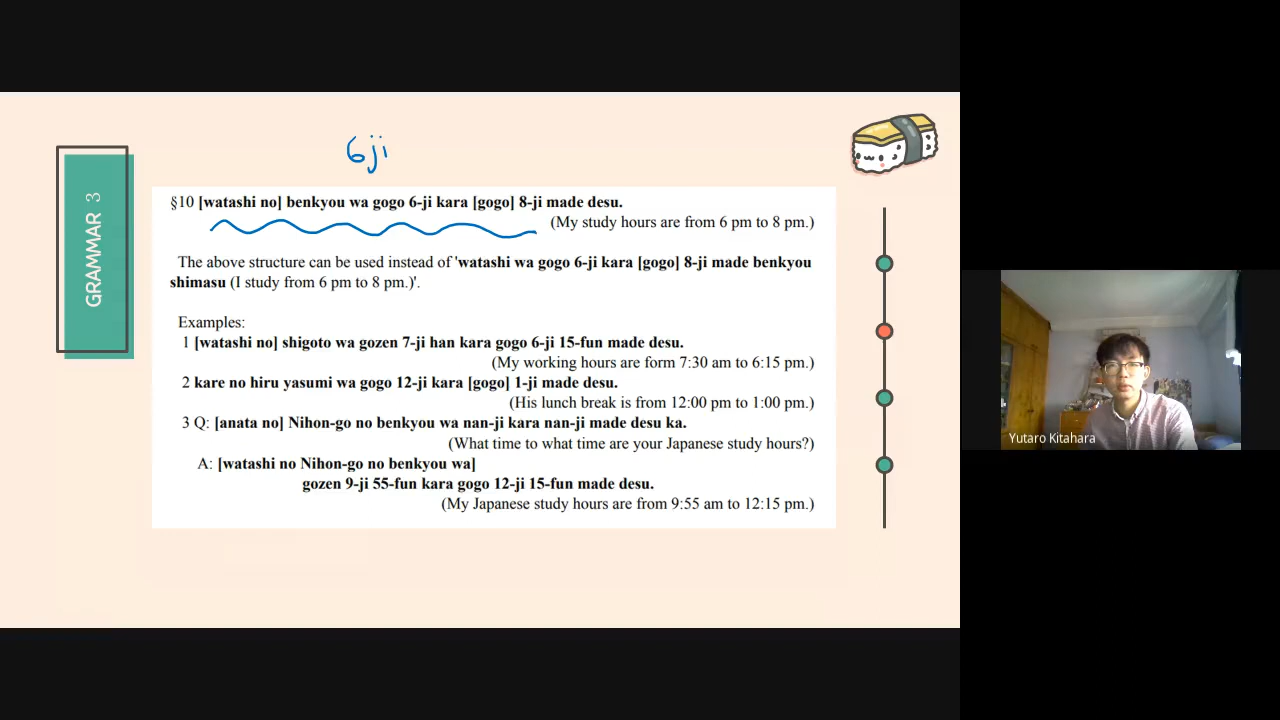 6ji
GRAMMAR 3
§10 [watashi no] benkyou wa gogo 6-ji kara [gogo] 8-ji made desu.
(My study hours are from 6 pm to 8 pm.)
The above structure can be used instead of 'watashi wa gogo 6-ji kara [gogo] 8-ji made benkyou
shimasu (I study from 6 pm to 8 pm.)'.
Examples:
1 [watashi no] shigoto wa gozen 7-ji han kara gogo 6-ji 15-fun made desu.
(My working hours are form 7:30 am to 6:15 pm.)
2 kare no hiru yasumi wa gogo 12-ji kara [gogo] 1-ji made desu.
(His lunch break is from 12:00 pm to 1:00 pm.)
3 Q: [anata no] Nihon-go no benkyou wa nan-ji kara nan-ji made desu ka.
(What time to what time are your Japanese study hours?)
A: [watashi no Nihon-go no benkyou wa]
gozen 9-ji 55-fun kara gogo 12-ji 15-fun made desu.
(My Japanese study hours are from 9:55 am to 12:15 pm.)
Yutaro Kitahara